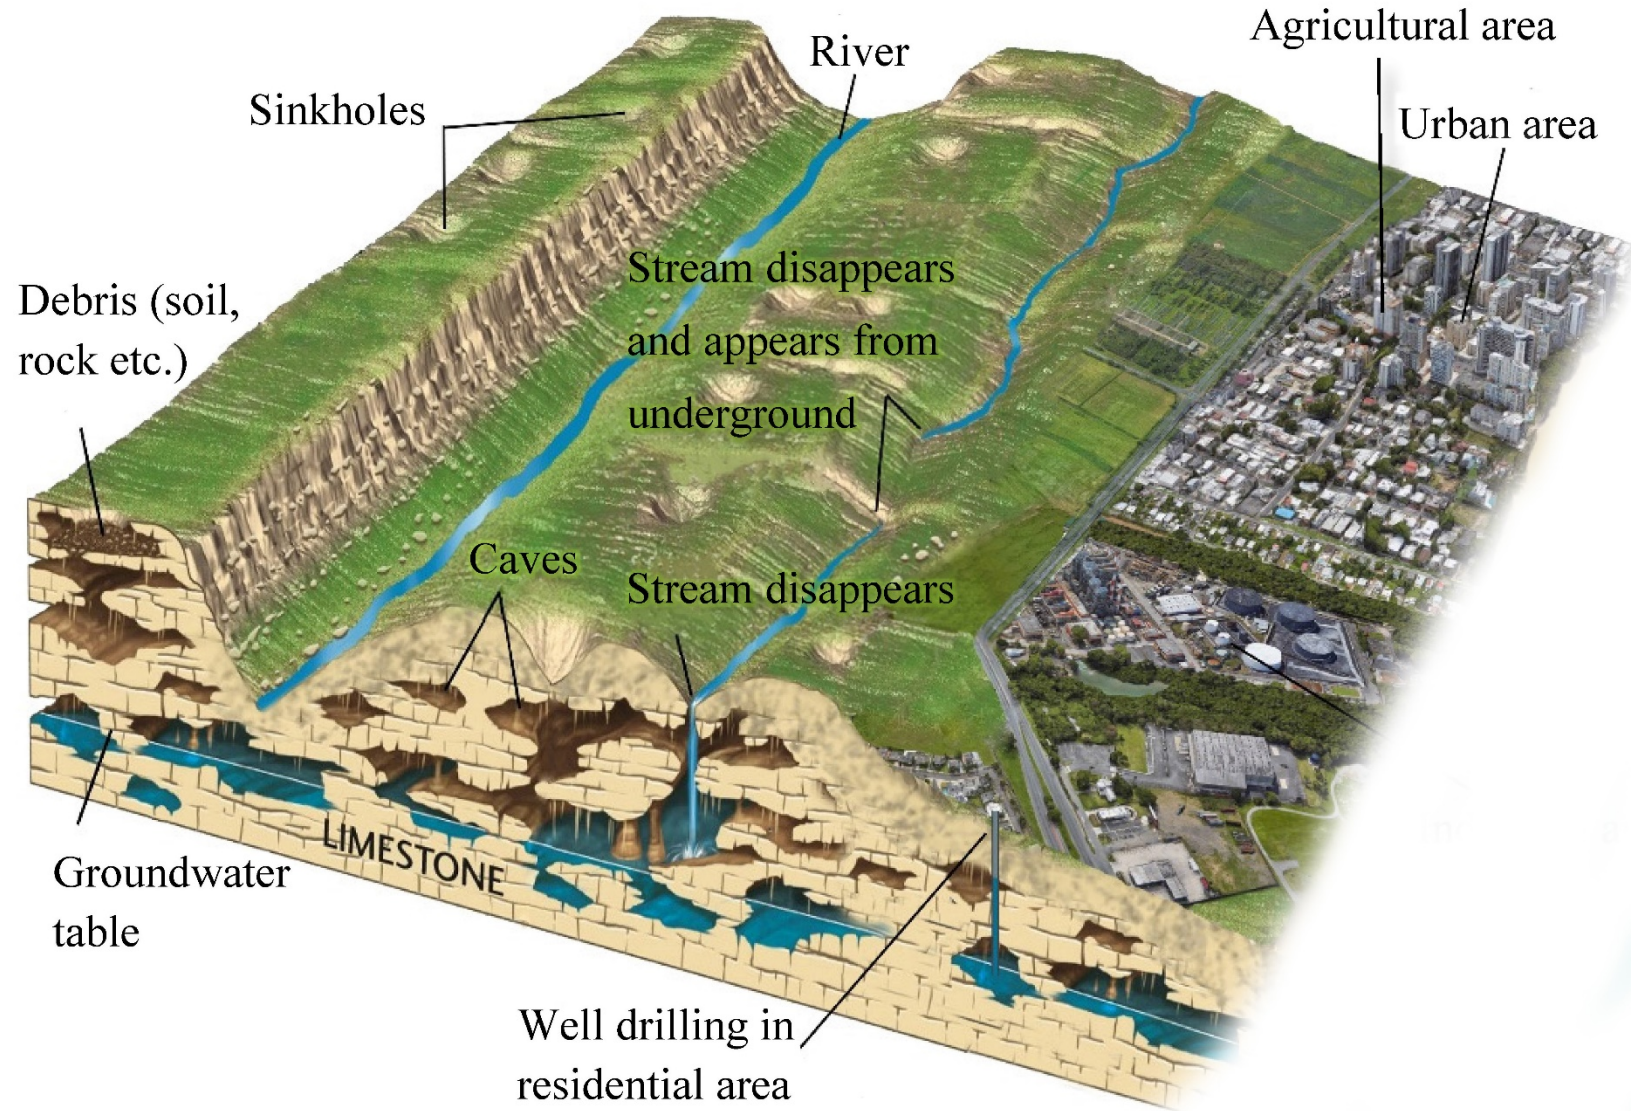 Agricultural area
River
Sinkholes
Urban area
Stream disappears
and appears from
underground
Debris (soil,
rock etc.)
Caves
Stream disappears
LIMESTONE
Groundwater
table
Well drilling in
residential area